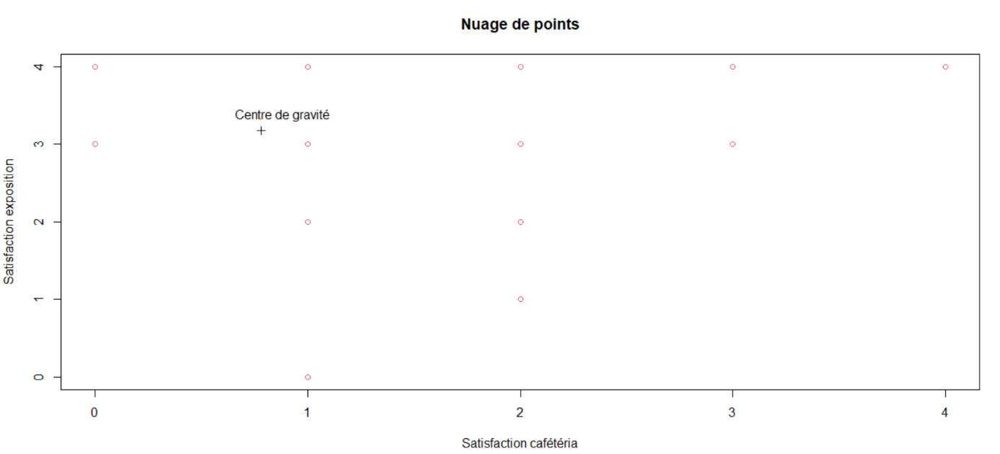 Nuage de points
Satisfaction exposition
4
3
2
1
0
Centre de gravité
0 1 2 3 4
Satisfaction cafétéria